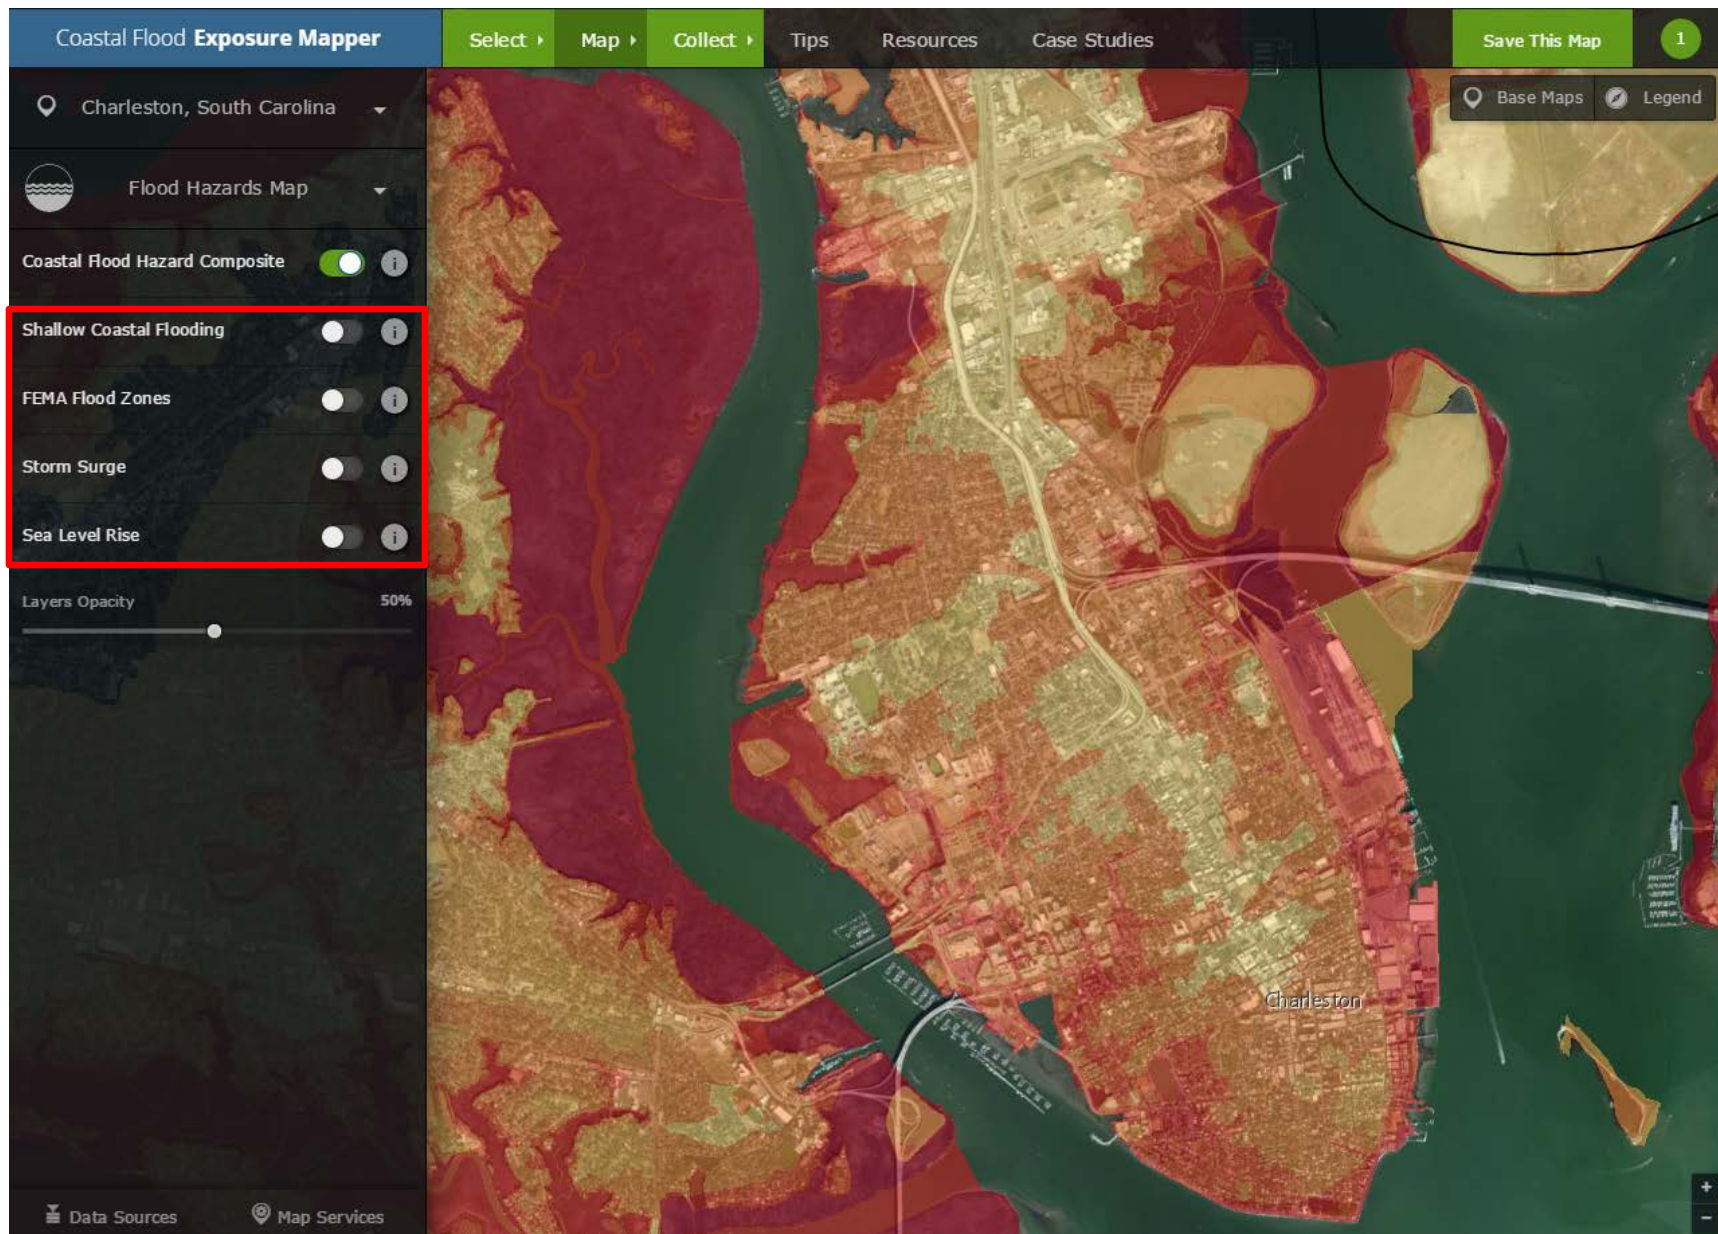 Coastal Flood Exposure Mapper
Select Map Collect Tips Resources Case Studies
Save This Map 1
Charleston, South Carolina
Base Maps Legend
Flood Hazards Map
Coastal Flood Hazard Composite i
Shallow Coastal Flooding i
FEMA Flood Zones i
Storm Surge i
Sea Level Rise i
Layers Opacity 50%
Charleston
Data Sources Map Services
+
-